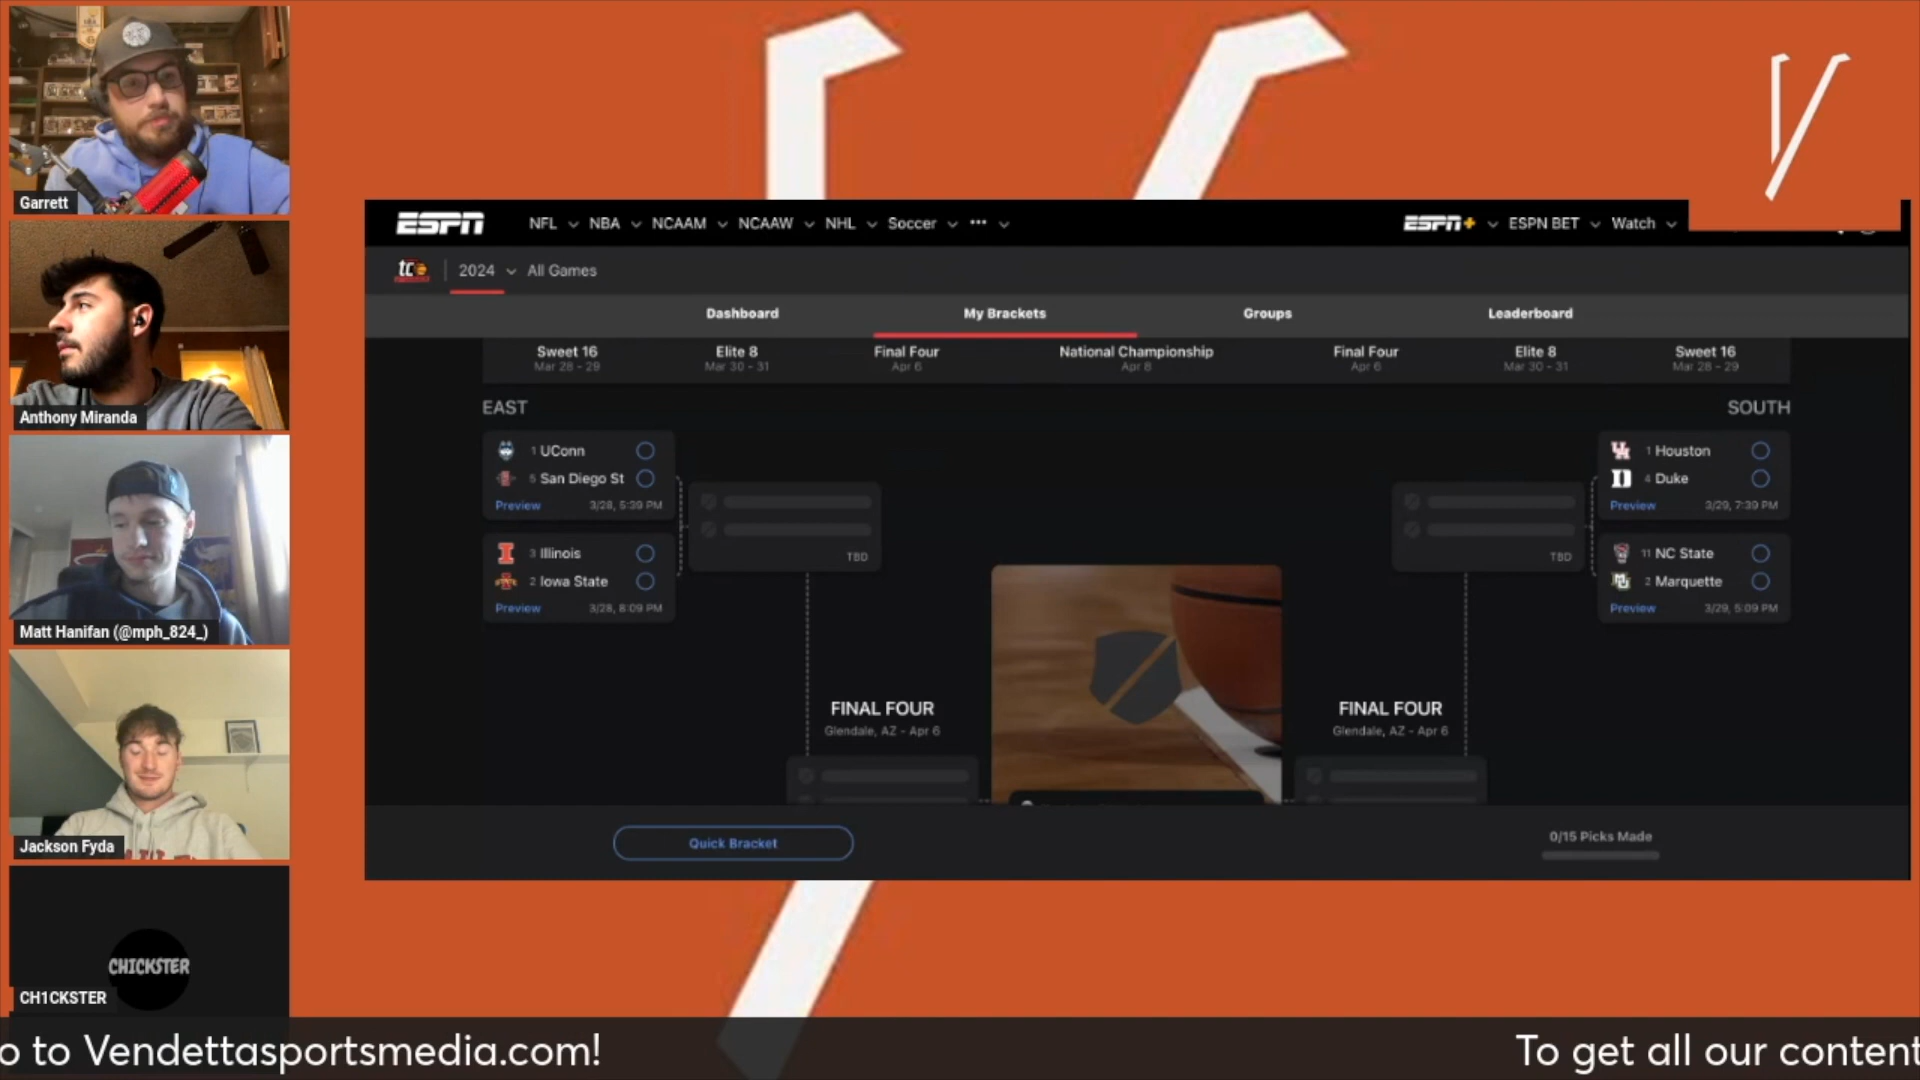 Garrett
Anthony Miranda
Matt Hanifan (@mph_824_)
Jackson Fyda
CHICKSTER
CH1CKSTER
ESPN NFL NBA NCAAM NCAAW NHL Soccer ••• ESPN+ ESPN BET Watch
tc 2024 All Games
Dashboard My Brackets Groups Leaderboard
Sweet 16 Elite 8 Final Four National Championship Final Four Elite 8 Sweet 16
Mar 28 - 29 Mar 30 - 31 Apr 6 Apr 8 Apr 6 Mar 30 - 31 Mar 28 - 29
EAST SOUTH
1 UConn
5 San Diego St
Preview 3/28, 5:39 PM
TBD
3 Illinois
2 Iowa State
Preview 3/28, 8:09 PM
1 Houston
4 Duke
Preview 3/29, 7:39 PM
TBD
11 NC State
2 Marquette
Preview 3/29, 5:09 PM
FINAL FOUR
Glendale, AZ - Apr 6
FINAL FOUR
Glendale, AZ - Apr 6
Quick Bracket 0/15 Picks Made
o to Vendettasportsmedia.com! To get all our content